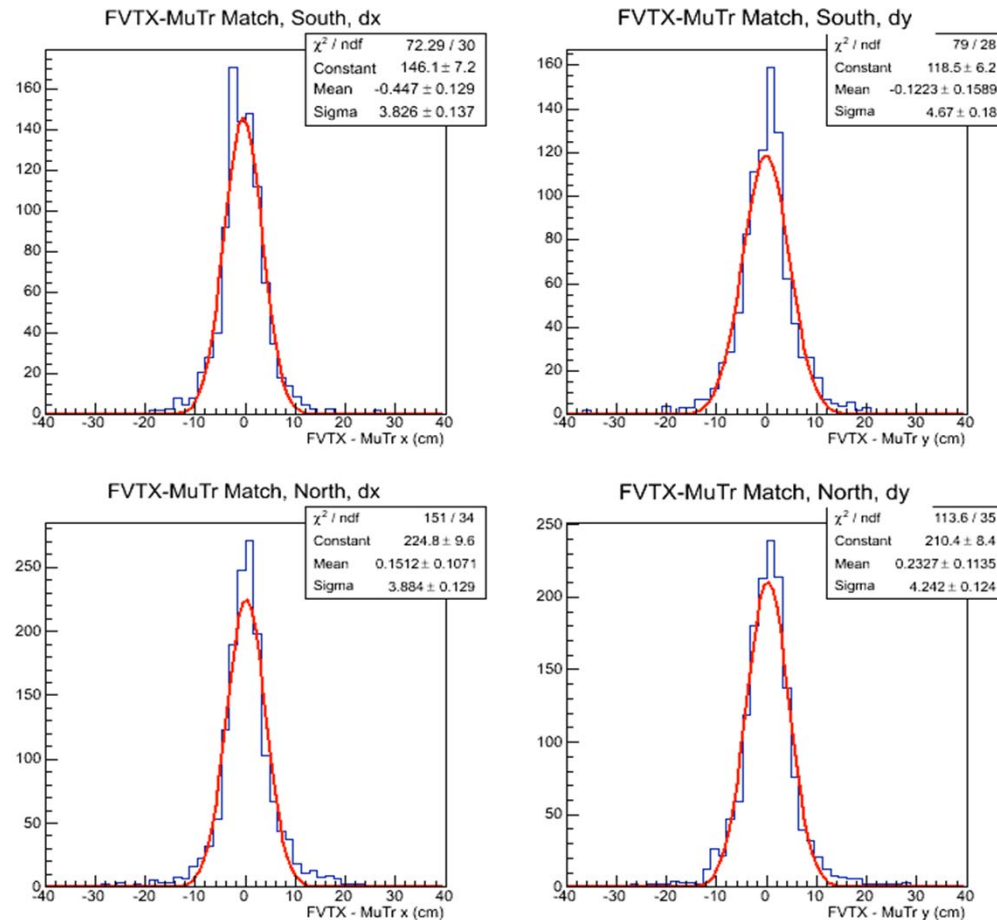 FVTX-MuTr Match, South, dx
χ² / ndf 72.29 / 30
Constant 146.1 ± 7.2
Mean -0.447 ± 0.129
Sigma 3.826 ± 0.137
160
140
120
100
80
60
40
20
0
-40 -30 -20 -10 0 10 20 30 40
FVTX - MuTr x (cm)
FVTX-MuTr Match, South, dy
χ² / ndf 79 / 28
Constant 118.5 ± 6.2
Mean -0.1223 ± 0.1589
Sigma 4.67 ± 0.18
160
140
120
100
80
60
40
20
0
-40 -30 -20 -10 0 10 20 30 40
FVTX - MuTr y (cm)
FVTX-MuTr Match, North, dx
χ² / ndf 151 / 34
Constant 224.8 ± 9.6
Mean 0.1512 ± 0.1071
Sigma 3.884 ± 0.129
250
200
150
100
50
0
-40 -30 -20 -10 0 10 20 30 40
FVTX - MuTr x (cm)
FVTX-MuTr Match, North, dy
χ² / ndf 113.6 / 35
Constant 210.4 ± 8.4
Mean 0.2327 ± 0.1135
Sigma 4.242 ± 0.124
250
200
150
100
50
0
-40 -30 -20 -10 0 10 20 30 40
FVTX - MuTr y (cm)